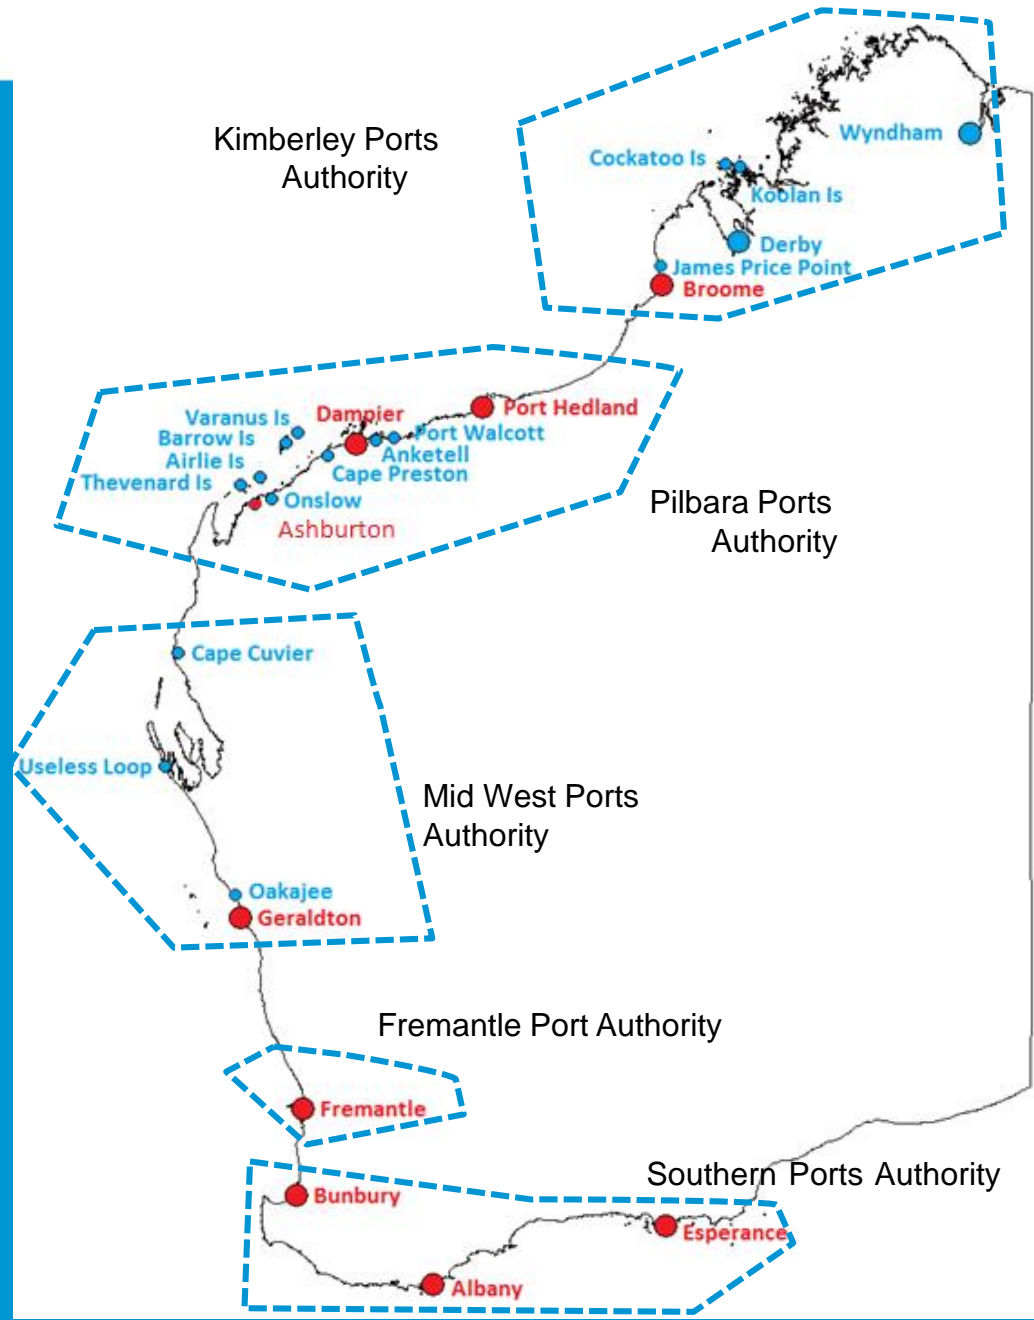 Kimberley Ports
Authority
Wyndham
Cockatoo Is
Koolan Is
Derby
James Price Point
Broome
Varanus Is
Dampier
Port Hedland
Barrow Is
Port Walcott
Airlie Is
Anketell
Thevenard Is
Cape Preston
Onslow
Ashburton
Pilbara Ports
Authority
Cape Cuvier
Useless Loop
Mid West Ports
Authority
Oakajee
Geraldton
Fremantle Port Authority
Fremantle
Southern Ports Authority
Bunbury
Esperance
Albany